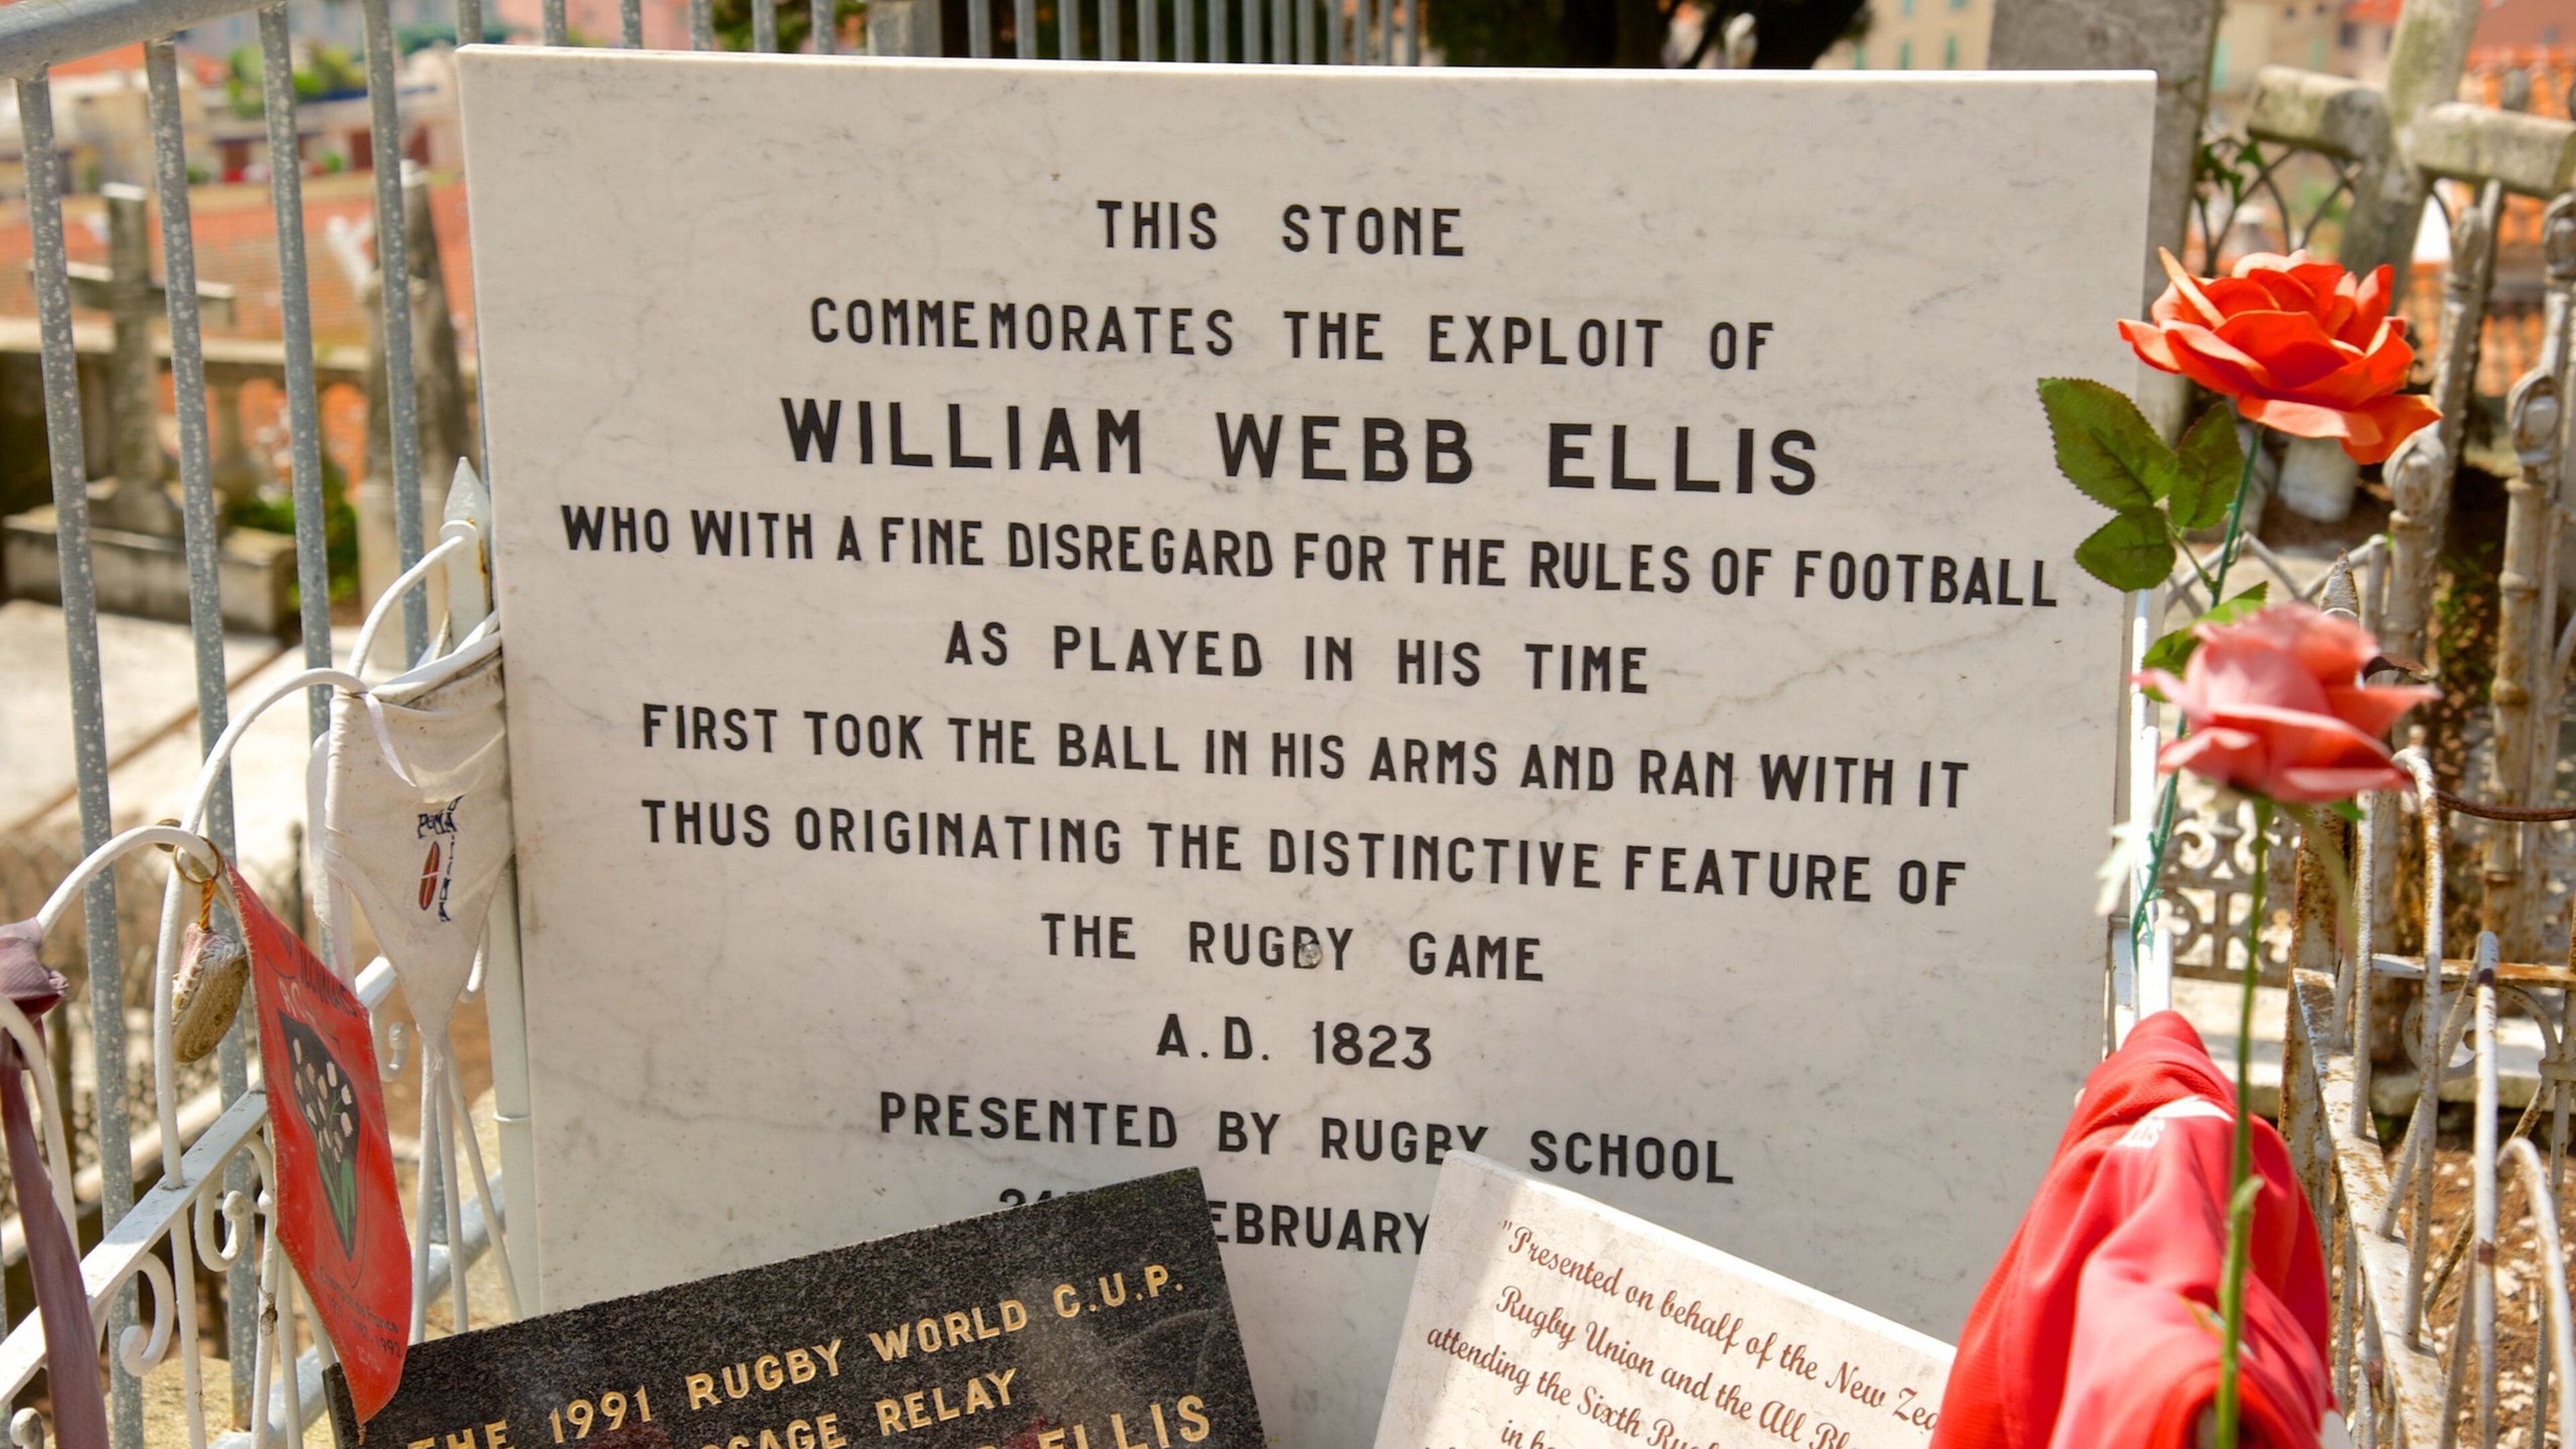 THIS STONE
COMMEMORATES THE EXPLOIT OF
WILLIAM WEBB ELLIS
WHO WITH A FINE DISREGARD FOR THE RULES OF FOOTBALL
AS PLAYED IN HIS TIME
FIRST TOOK THE BALL IN HIS ARMS AND RAN WITH IT
THUS ORIGINATING THE DISTINCTIVE FEATURE OF
THE RUGBY GAME
A.D. 1823
PRESENTED BY RUGBY SCHOOL
EBRUARY
THE 1991 RUGBY WORLD C.U.P.
RELAY
ELLIS
"Presented on behalf of the New Zea
Rugby Union and the All Bl
attending the Sixth Rug
in